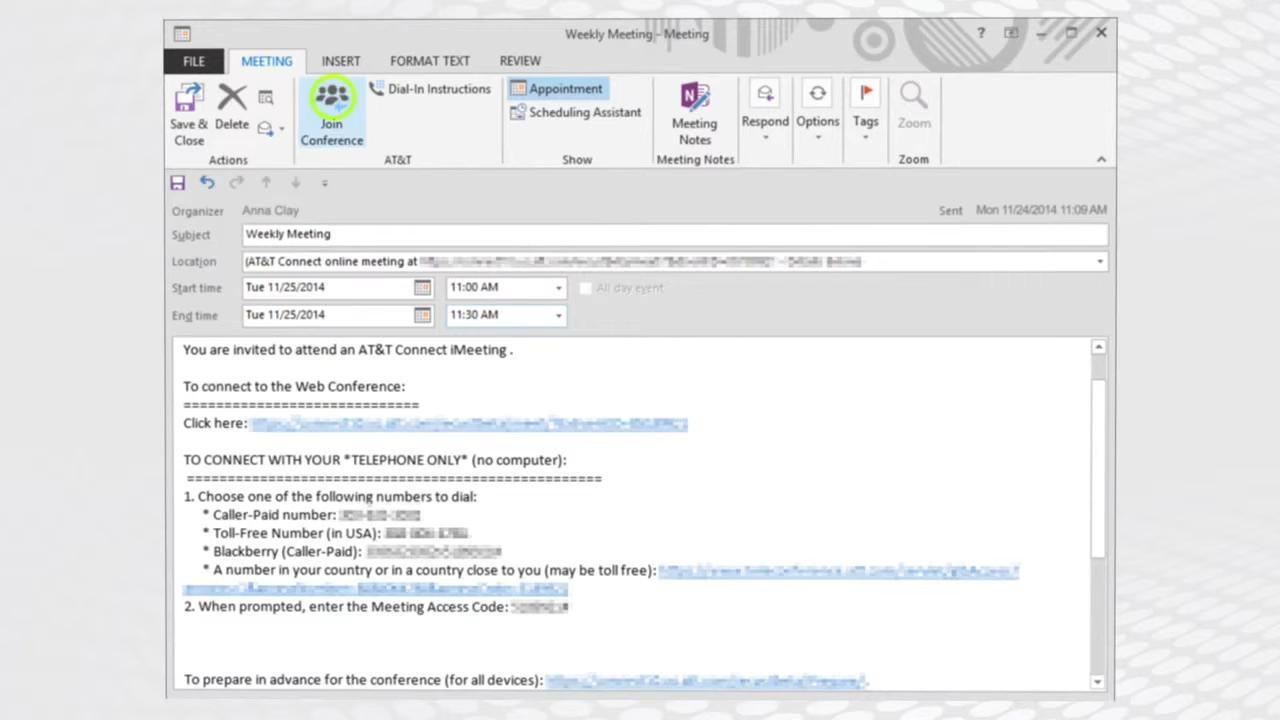 Weekly Meeting - Meeting
?
FILE MEETING INSERT FORMAT TEXT REVIEW
Save & Close
Delete
Actions
Join Conference
Dial-In Instructions
AT&T
Appointment
Scheduling Assistant
Show
Meeting Notes
Meeting Notes
Respond
Options
Tags
Zoom
Zoom
Organizer Anna Clay Sent Mon 11/24/2014 11:09 AM
Subject Weekly Meeting
Location (AT&T Connect online meeting at
Start time Tue 11/25/2014 11:00 AM All day event
End time Tue 11/25/2014 11:30 AM
You are invited to attend an AT&T Connect iMeeting .
To connect to the Web Conference:
=============================
Click here:
TO CONNECT WITH YOUR *TELEPHONE ONLY* (no computer):
===================================================
1. Choose one of the following numbers to dial:
* Caller-Paid number:
* Toll-Free Number (in USA):
* Blackberry (Caller-Paid):
* A number in your country or in a country close to you (may be toll free):
2. When prompted, enter the Meeting Access Code:
To prepare in advance for the conference (for all devices):